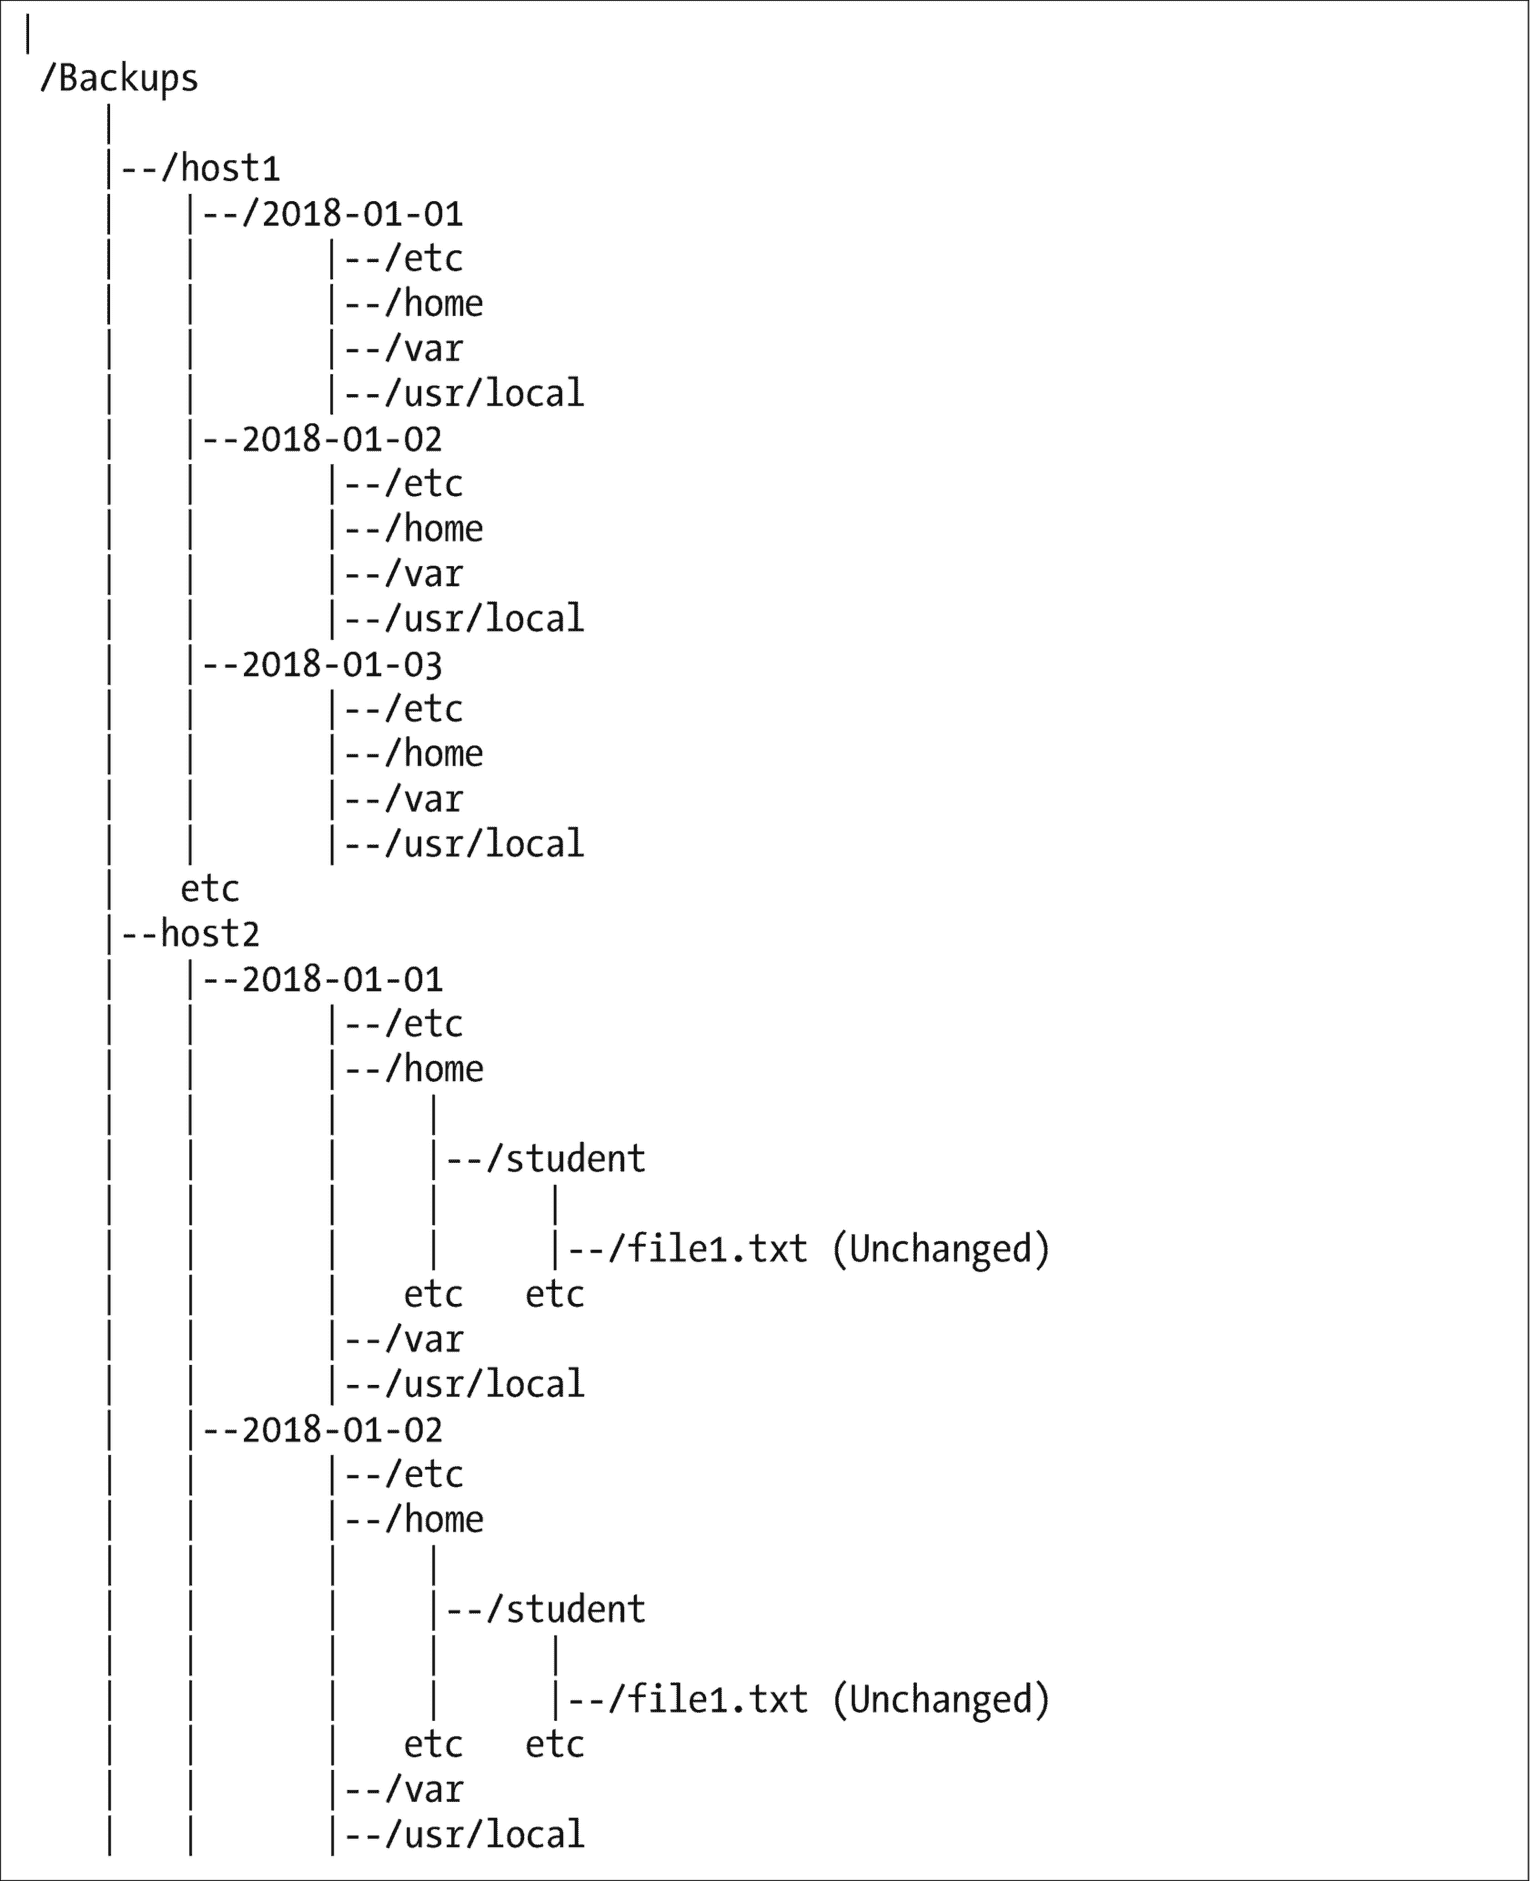 |
/Backups
|
|--/host1
| |--/2018-01-01
| | |--/etc
| | |--/home
| | |--/var
| | |--/usr/local
| |--2018-01-02
| | |--/etc
| | |--/home
| | |--/var
| | |--/usr/local
| |--2018-01-03
| | |--/etc
| | |--/home
| | |--/var
| | |--/usr/local
| etc
|--host2
| |--2018-01-01
| | |--/etc
| | |--/home
| | | |
| | | |--/student
| | | | |
| | | | |--/file1.txt (Unchanged)
| | | etc etc
| | |--/var
| | |--/usr/local
| |--2018-01-02
| | |--/etc
| | |--/home
| | | |
| | | |--/student
| | | | |
| | | | |--/file1.txt (Unchanged)
| | | etc etc
| | |--/var
| | |--/usr/local